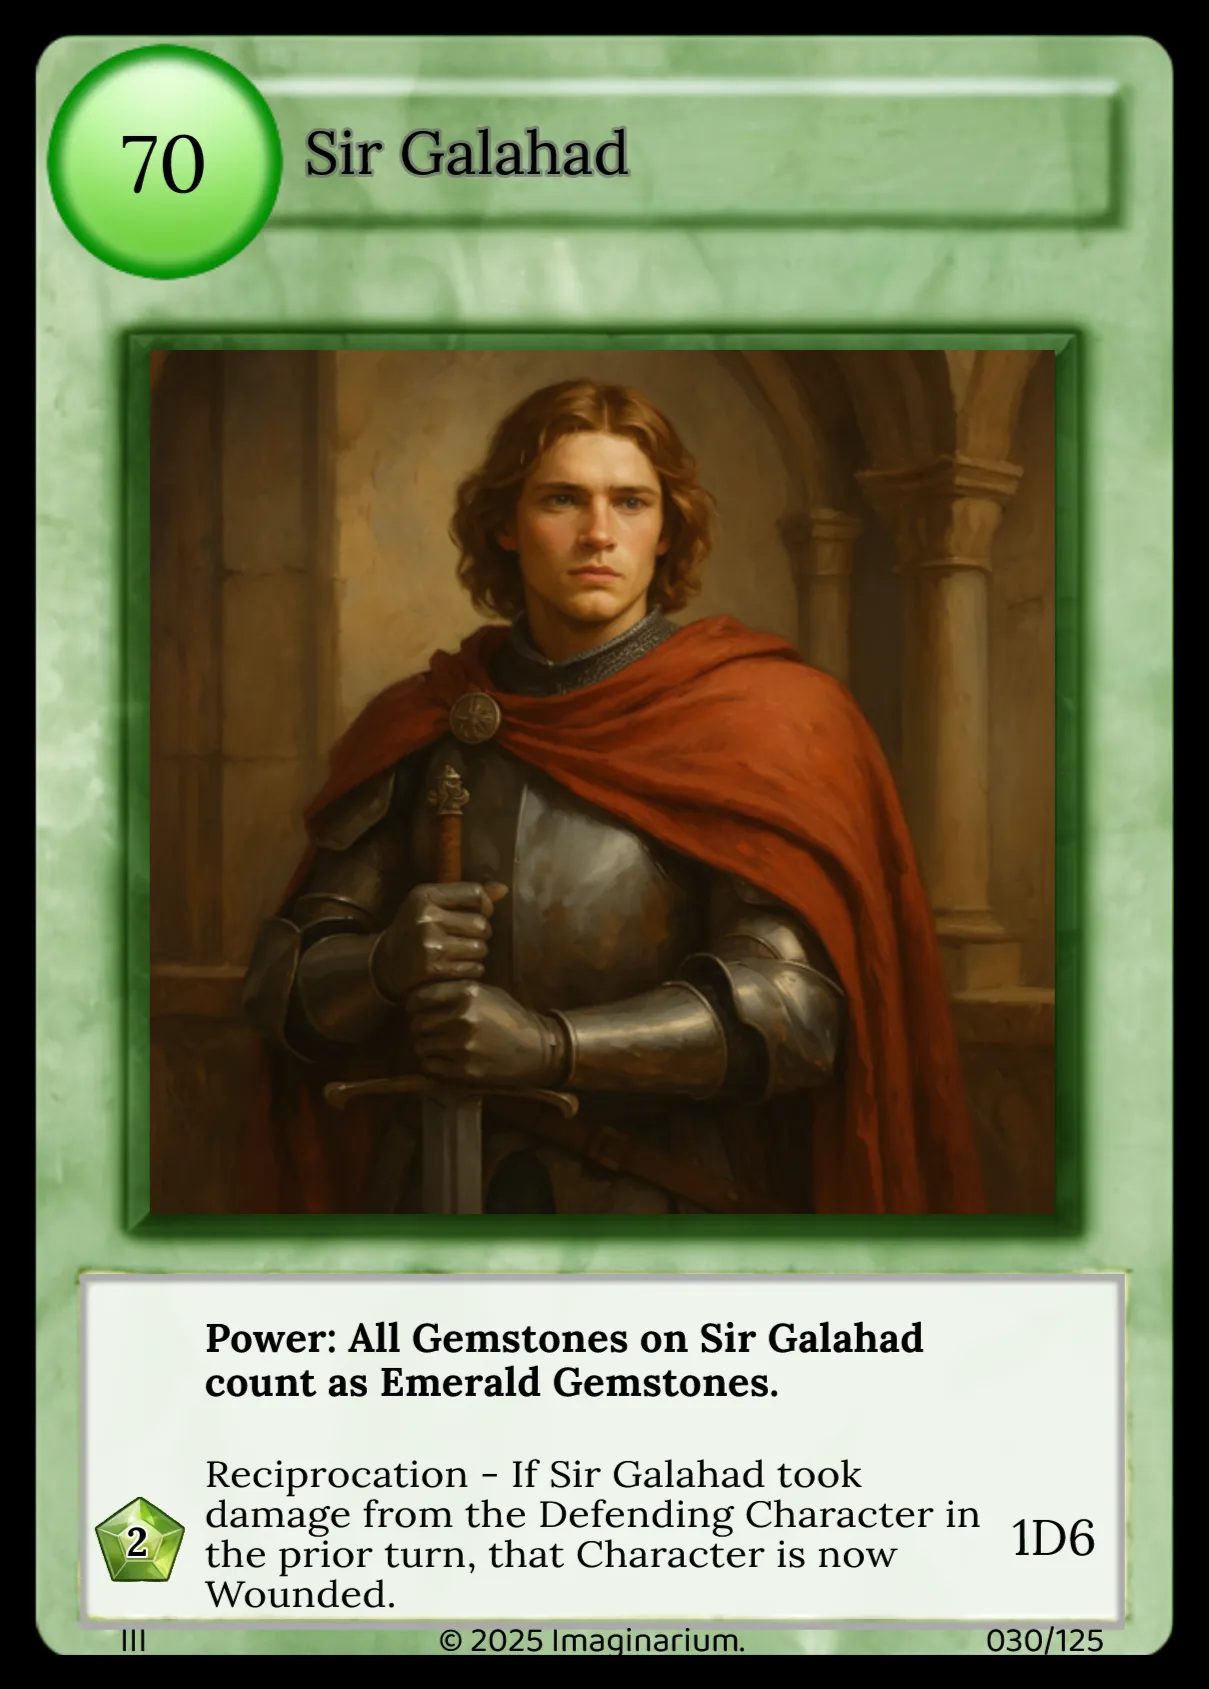 70
Sir Galahad
Power: All Gemstones on Sir Galahad
count as Emerald Gemstones.
Reciprocation - If Sir Galahad took
damage from the Defending Character in
the prior turn, that Character is now
Wounded.
2
1D6
III
© 2025 Imaginarium.
030/125